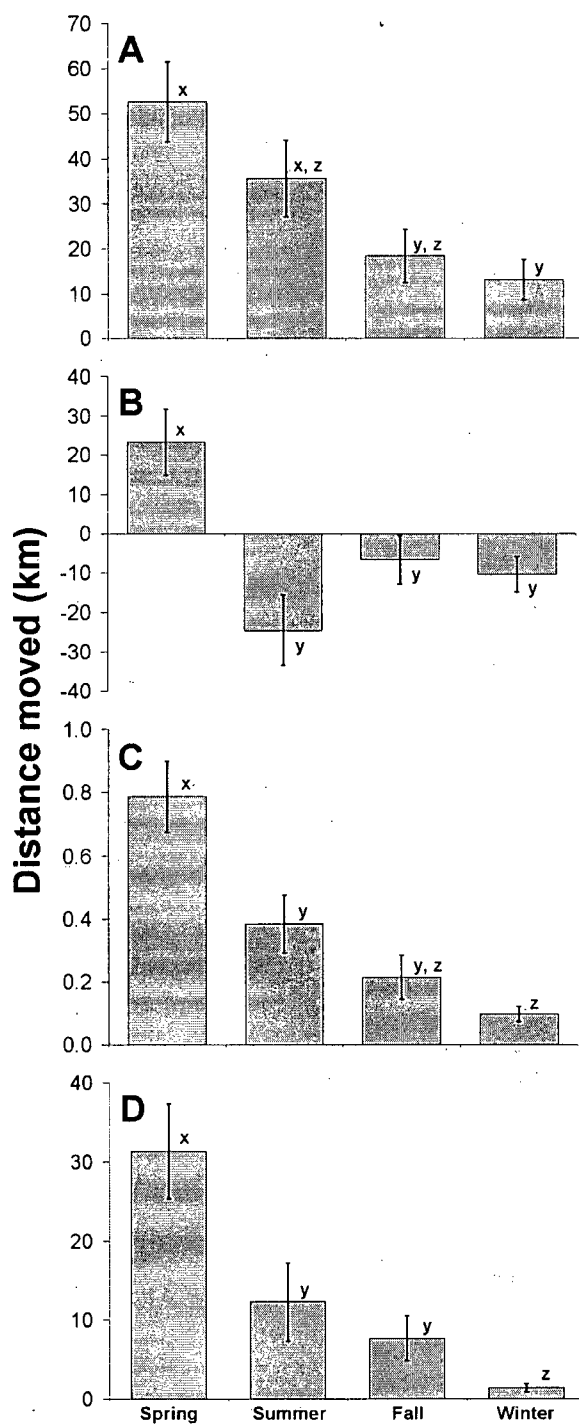 Distance moved (km)
A
70
60
50
40
30
20
10
0
x
x, z
y, z
y
B
40
30
20
10
0
-10
-20
-30
-40
x
y
y
y
C
1.0
0.8
0.6
0.4
0.2
0.0
x
y
y, z
z
D
40
30
20
10
0
x
y
y
z
Spring Summer Fall Winter